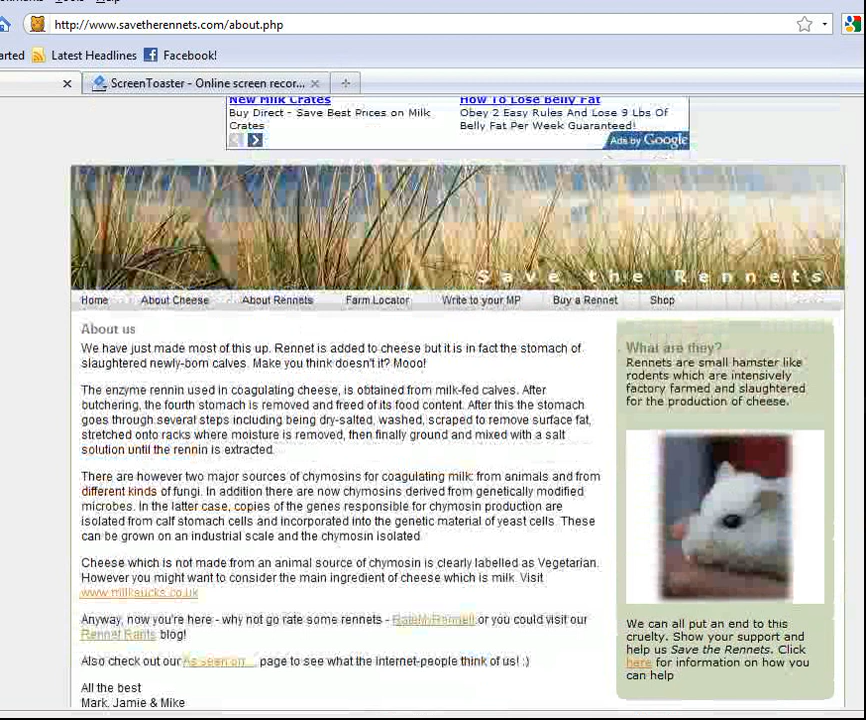 Tools Help
http://www.savetherennets.com/about.php
arted Latest Headlines Facebook!
ScreenToaster - Online screen recor...
New Milk Crates
Buy Direct - Save Best Prices on Milk
Crates
How To Lose Belly Fat
Obey 2 Easy Rules And Lose 9 Lbs Of
Belly Fat Per Week Guaranteed!
Ads by Google
Save the Rennets
Home About Cheese About Rennets Farm Locator Write to your MP Buy a Rennet Shop
About us
We have just made most of this up. Rennet is added to cheese but it is in fact the stomach of
slaughtered newly-born calves. Make you think doesn't it? Mooo!
The enzyme rennin used in coagulating cheese, is obtained from milk-fed calves. After
butchering, the fourth stomach is removed and freed of its food content. After this the stomach
goes through several steps including being dry-salted, washed, scraped to remove surface fat,
stretched onto racks where moisture is removed, then finally ground and mixed with a salt
solution until the rennin is extracted.
There are however two major sources of chymosins for coagulating milk: from animals and from
different kinds of fungi. In addition there are now chymosins derived from genetically modified
microbes. In the latter case, copies of the genes responsible for chymosin production are
isolated from calf stomach cells and incorporated into the genetic material of yeast cells. These
can be grown on an industrial scale and the chymosin isolated.
Cheese which is not made from an animal source of chymosin is clearly labelled as Vegetarian.
However you might want to consider the main ingredient of cheese which is milk. Visit
www.milksucks.co.uk
Anyway, now you're here - why not go rate some rennets - RateMyRennet! or you could visit our
Rennet Rants blog!
Also check out our As seen on... page to see what the internet-people think of us! :)
All the best
Mark, Jamie & Mike
What are they?
Rennets are small hamster like
rodents which are intensively
factory farmed and slaughtered
for the production of cheese.
We can all put an end to this
cruelty. Show your support and
help us Save the Rennets. Click
here for information on how you
can help